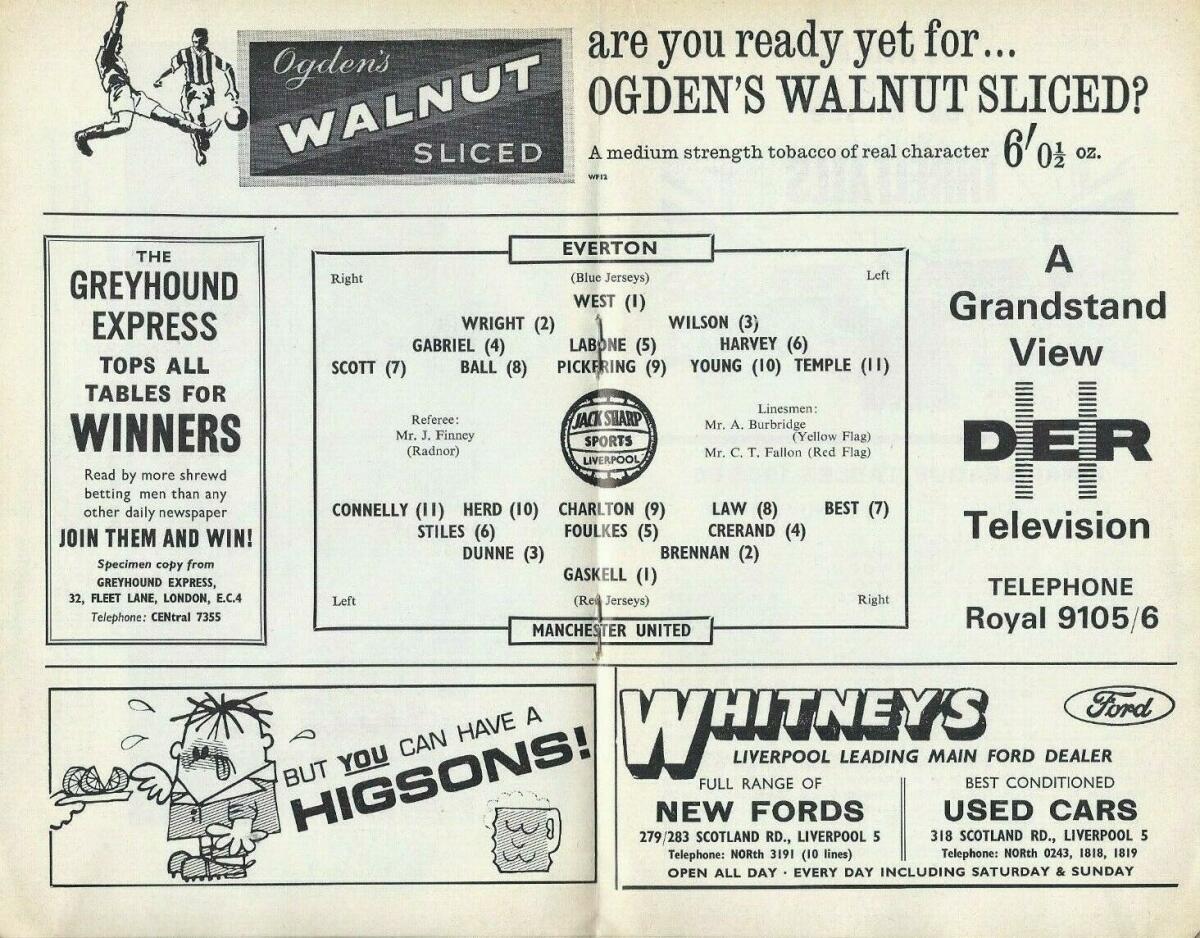 Ogden's
WALNUT
SLICED
are you ready yet for...
OGDEN'S WALNUT SLICED?
A medium strength tobacco of real character 6'0½ oz.
WF12
THE
GREYHOUND
EXPRESS
TOPS ALL
TABLES FOR
WINNERS
Read by more shrewd
betting men than any
other daily newspaper
JOIN THEM AND WIN!
Specimen copy from
GREYHOUND EXPRESS,
32, FLEET LANE, LONDON, E.C.4
Telephone: CENtral 7355
EVERTON
Right (Blue Jerseys) Left
WEST (1)
WRIGHT (2) WILSON (3)
GABRIEL (4) LABONE (5) HARVEY (6)
SCOTT (7) BALL (8) PICKERING (9) YOUNG (10) TEMPLE (11)
Referee:
Mr. J. Finney
(Radnor)
JACK SHARP
SPORTS
LIVERPOOL
Linesmen:
Mr. A. Burbridge
(Yellow Flag)
Mr. C. T. Fallon (Red Flag)
CONNELLY (11) HERD (10) CHARLTON (9) LAW (8) BEST (7)
STILES (6) FOULKES (5) CRERAND (4)
DUNNE (3) BRENNAN (2)
GASKELL (1)
Left (Red Jerseys) Right
MANCHESTER UNITED
A
Grandstand
View
DER
Television
TELEPHONE
Royal 9105/6
BUT YOU CAN HAVE A
HIGSONS!
WHITNEY'S
Ford
LIVERPOOL LEADING MAIN FORD DEALER
FULL RANGE OF
NEW FORDS
279/283 SCOTLAND RD., LIVERPOOL 5
Telephone: NORth 3191 (10 lines)
BEST CONDITIONED
USED CARS
318 SCOTLAND RD., LIVERPOOL 5
Telephone: NORth 0243, 1818, 1819
OPEN ALL DAY · EVERY DAY INCLUDING SATURDAY & SUNDAY